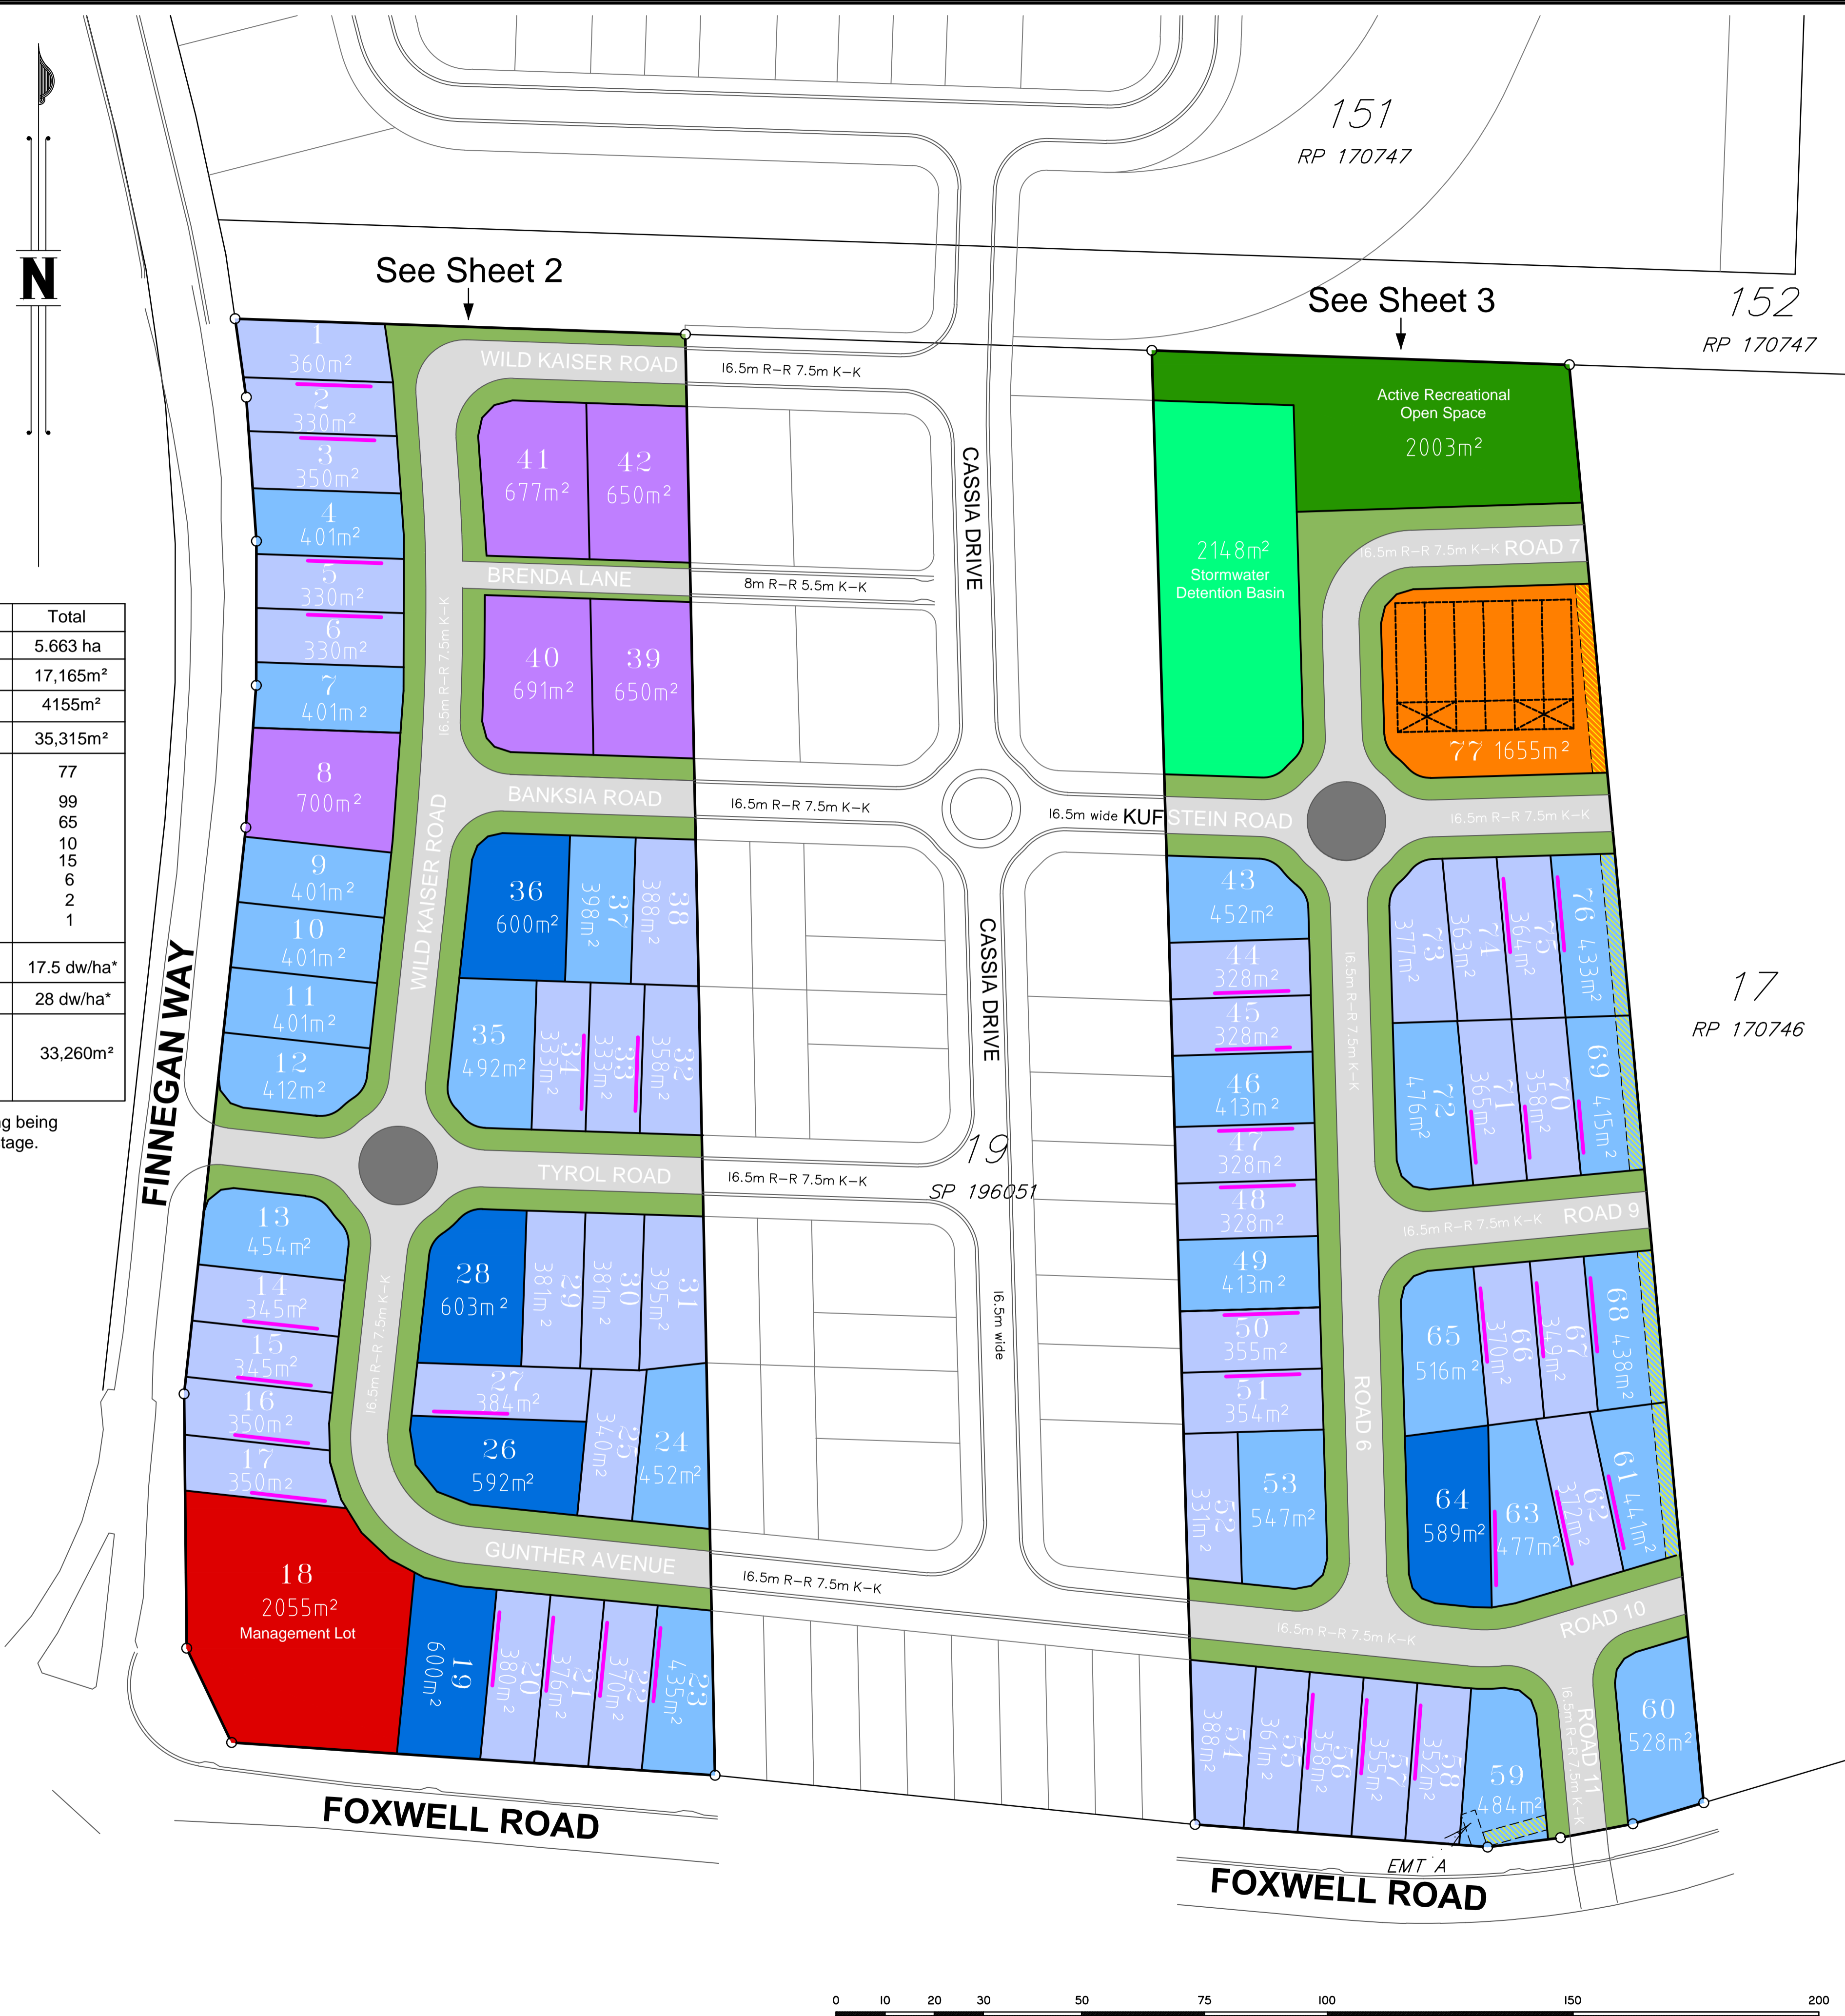 N
See Sheet 2
See Sheet 3
151
RP 170747
152
RP 170747
17
RP 170746
19
SP 196051
Total
5.663 ha
17,165m²
4155m²
35,315m²
77
99
65
10
15
6
2
1
17.5 dw/ha*
28 dw/ha*
33,260m²
g being
tage.
FINNEGAN WAY
1
360m²
2
330m²
3
350m²
4
401m²
5
330m²
6
330m²
7
401m²
8
700m²
9
401m²
10
401m²
11
401m²
12
412m²
13
454m²
14
345m²
15
345m²
16
350m²
17
350m²
18
2055m²
Management Lot
19
600m²
20
380m²
21
376m²
22
370m²
23
435m²
24
452m²
25
340m²
26
592m²
27
384m²
28
603m²
29
381m²
30
381m²
31
395m²
32
358m²
33
333m²
34
333m²
35
492m²
36
600m²
37
398m²
38
388m²
39
650m²
40
691m²
41
677m²
42
650m²
WILD KAISER ROAD
16.5m R-R 7.5m K-K
16.5m R-R 7.5m K-K
WILD KAISER ROAD
BRENDA LANE
8m R-R 5.5m K-K
BANKSIA ROAD
16.5m R-R 7.5m K-K
TYROL ROAD
16.5m R-R 7.5m K-K
16.5m R-R 7.5m K-K
GUNTHER AVENUE
16.5m R-R 7.5m K-K
CASSIA DRIVE
CASSIA DRIVE
16.5m wide
16.5m wide KUFSTEIN ROAD
16.5m R-R 7.5m K-K
Active Recreational
Open Space
2003m²
2148m²
Stormwater
Detention Basin
16.5m R-R 7.5m K-K ROAD 7
77 1655m²
43
452m²
44
328m²
45
328m²
46
413m²
47
328m²
48
328m²
49
413m²
50
355m²
51
354m²
52
331m²
53
547m²
54
388m²
55
361m²
56
358m²
57
355m²
58
352m²
59
484m²
60
528m²
61 441m²
62
372m²
63
477m²
64
589m²
65
516m²
66
370m²
67
349m²
68 438m²
69 415m²
70
358m²
71
365m²
72
476m²
73
377m²
74
363m²
75
364m²
76 433m²
16.5m R-R 7.5m K-K
ROAD 6
16.5m R-R 7.5m K-K ROAD 9
16.5m R-R 7.5m K-K
ROAD 10
ROAD 11
16.5m R-R 7.5m K-K
EMT A
FOXWELL ROAD
FOXWELL ROAD
0 10 20 30 50 75 100 150 200